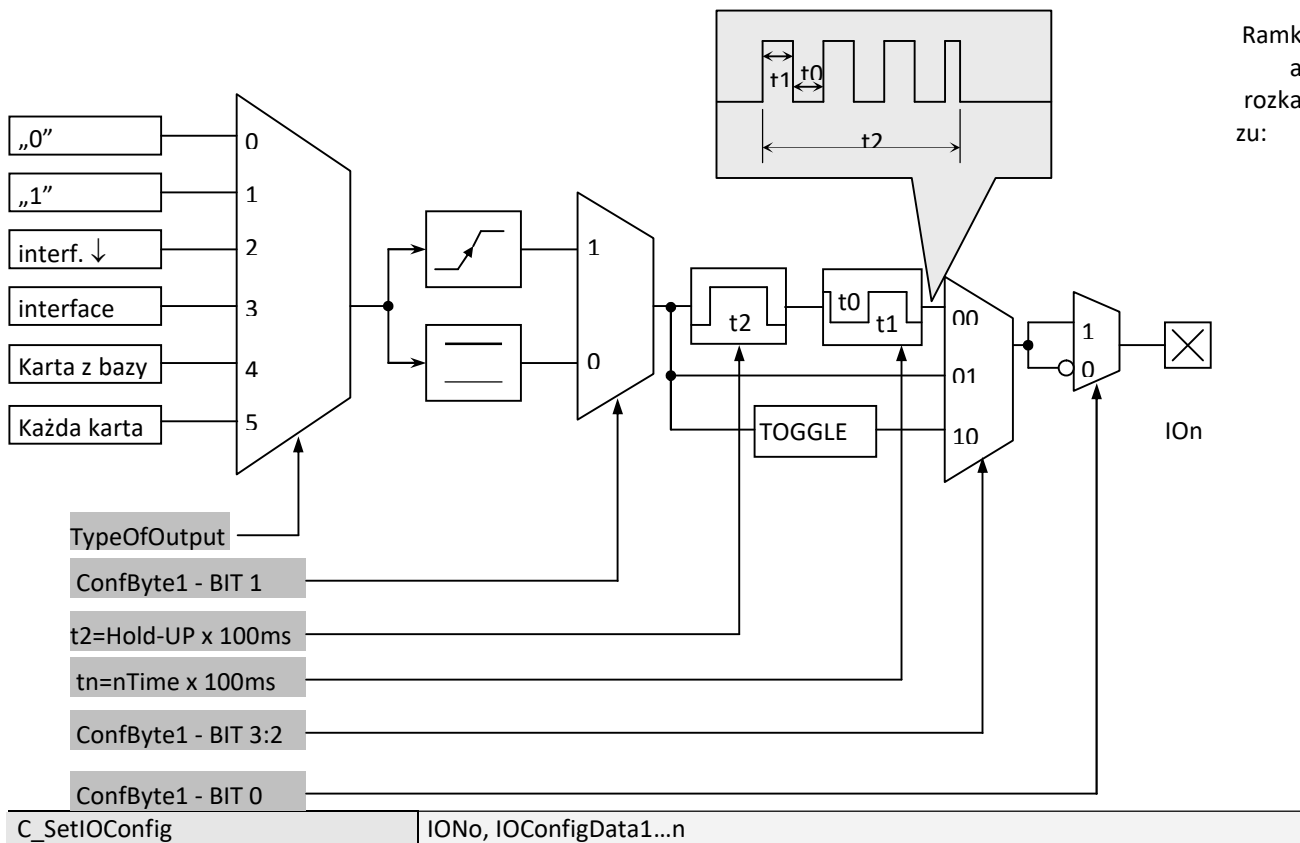 Ramk
a
rozka
zu:
t1
t0
t2
„0”
„1”
interf. ↓
interface
Karta z bazy
Każda karta
0
1
2
3
4
5
1
0
t2
t0
t1
00
01
10
TOGGLE
1
0
IOn
TypeOfOutput
ConfByte1 - BIT 1
t2=Hold-UP x 100ms
tn=nTime x 100ms
ConfByte1 - BIT 3:2
ConfByte1 - BIT 0
C_SetIOConfig IONo, IOConfigData1...n